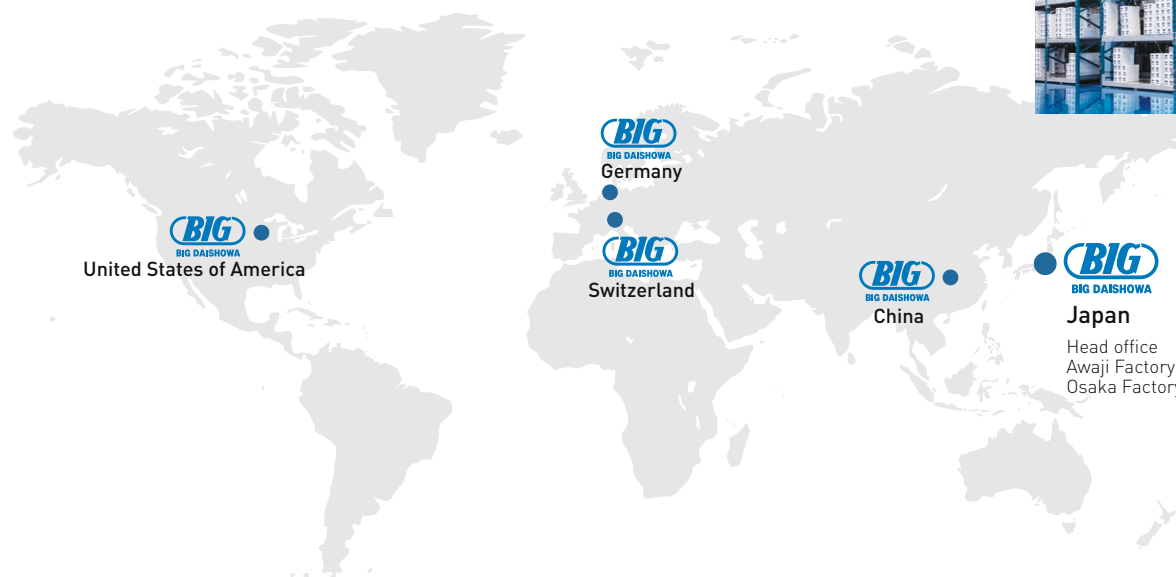 BIG
BIG DAISHOWA
Germany
BIG
BIG DAISHOWA
United States of America
BIG
BIG DAISHOWA
Switzerland
BIG
BIG DAISHOWA
China
BIG
BIG DAISHOWA
Japan
Head office
Awaji Factory
Osaka Factory